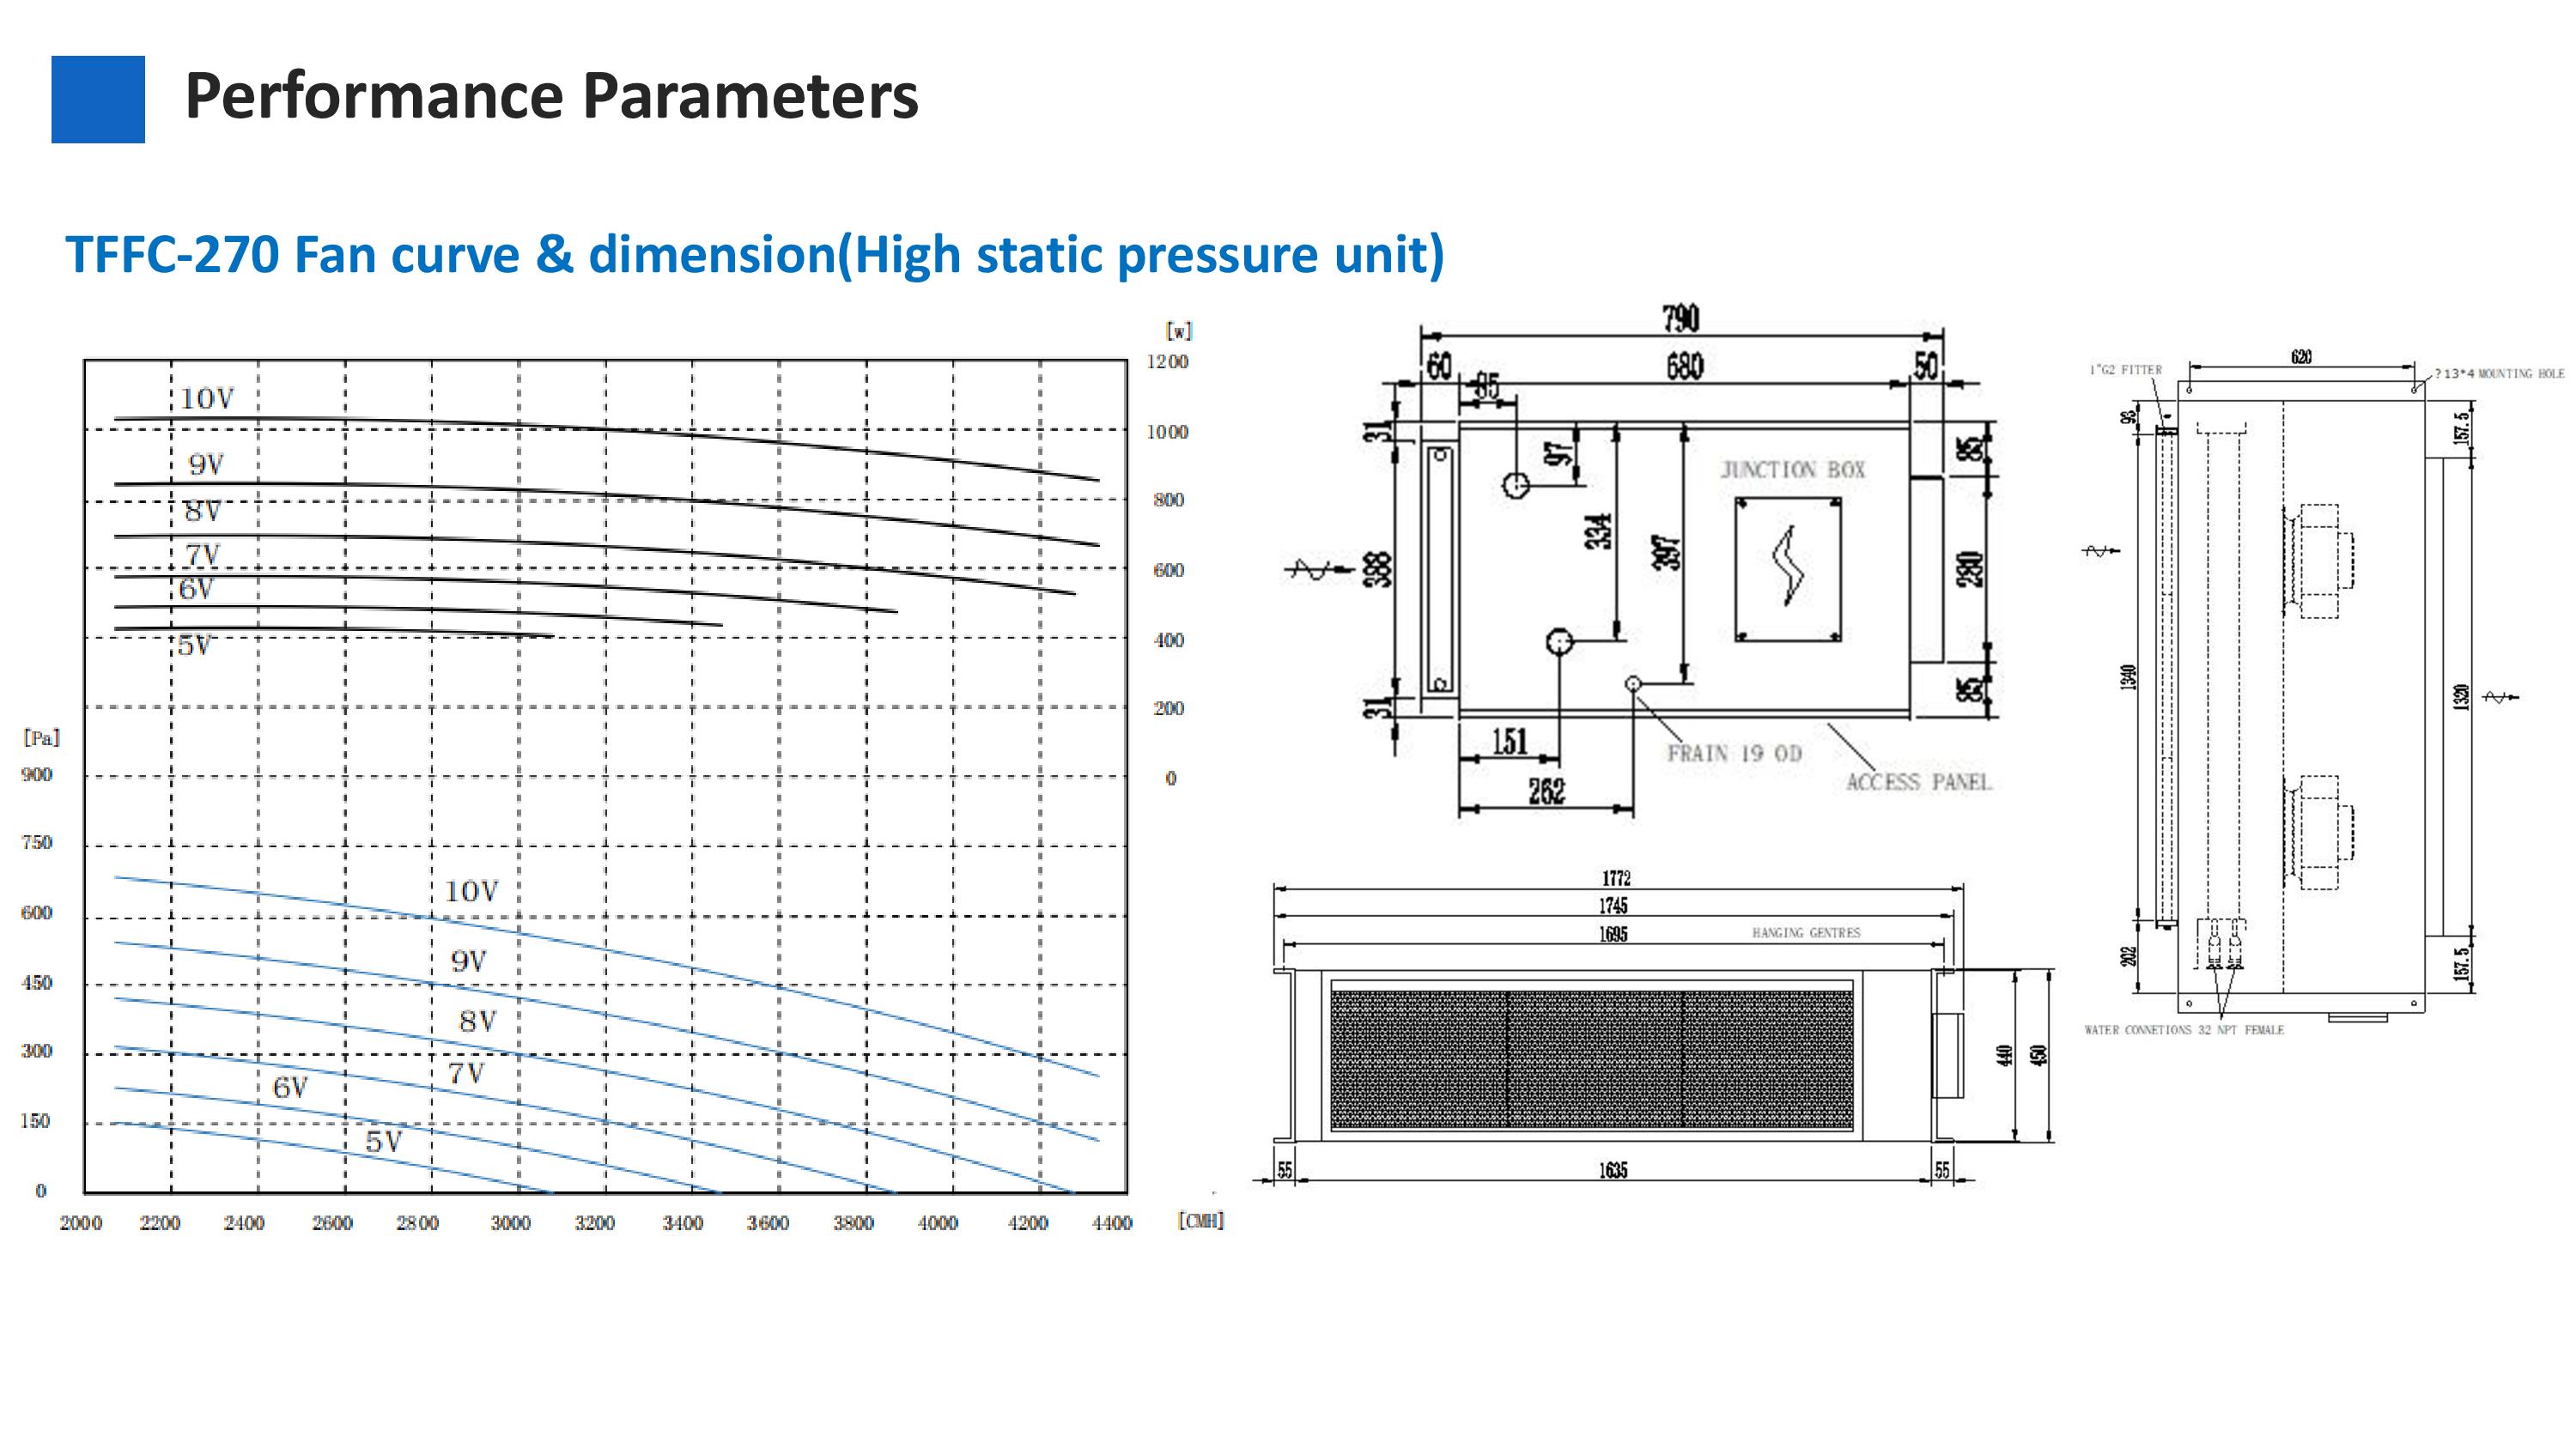 Performance Parameters
TFFC-270 Fan curve & dimension(High static pressure unit)
[w]
1200
1000
800
600
400
200
0
10V
9V
8V
7V
6V
5V
[Pa]
900
750
600
450
300
150
0
10V
9V
8V
7V
6V
5V
2000 2200 2400 2600 2800 3000 3200 3400 3600 3800 4000 4200 4400 [CMH]
790
60 680 50
31
97
85
JUNCTION BOX
388
334
397
280
31
85
151
262
FRAIN 19 OD
ACCESS PANEL
1772
1745
1695 HANGING GENTRES
440
450
55 1635 55
620
1"G2 FITTER
?13*4 MOUNTING HOLE
93
157.5
1340
1320
202
157.5
WATER CONNETIONS 32 NPT FEMALE